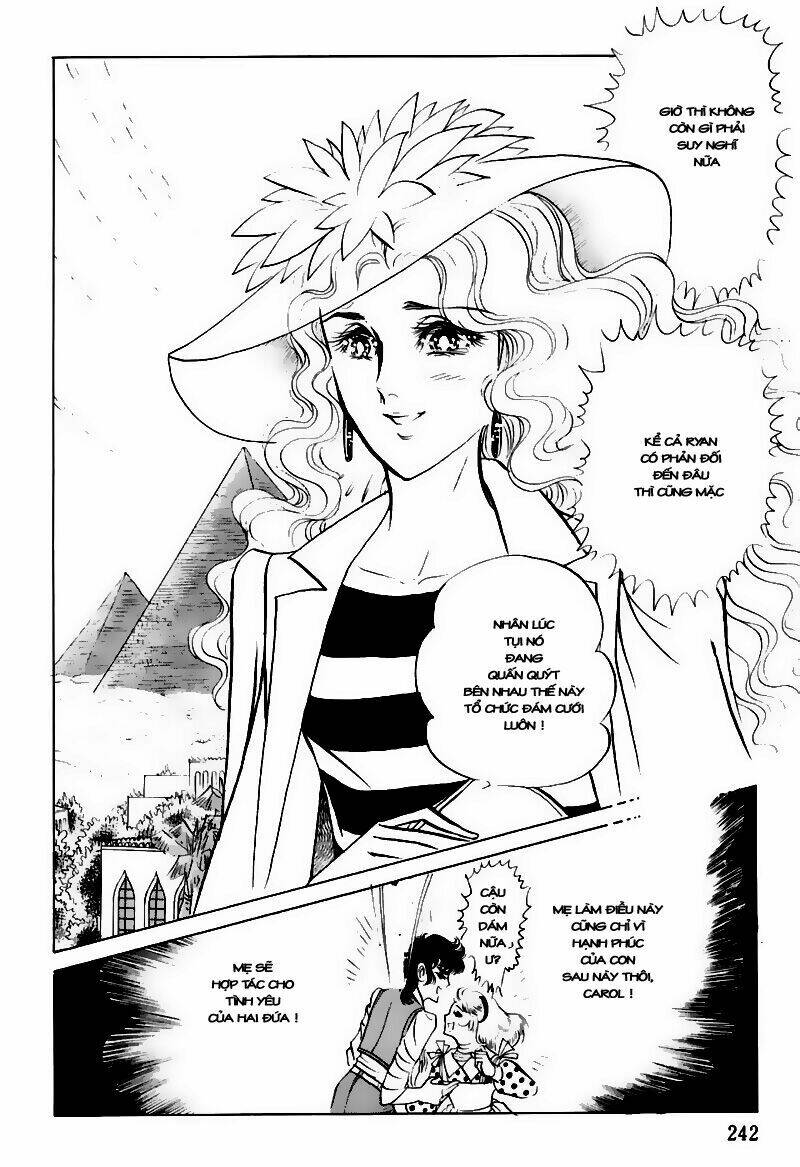 GIỜ THÌ KHÔNG
CÒN GÌ PHẢI
SUY NGHĨ
NỮA
KỂ CẢ RYAN
CÓ PHẢN ĐỐI
ĐẾN ĐÂU
THÌ CŨNG MẶC
NHÂN LÚC
TỤI NÓ
ĐANG
QUẤN QUÝT
BÊN NHAU THẾ NÀY
TỔ CHỨC ĐÁM CƯỚI
LUÔN !
MẸ LÀM ĐIỀU NÀY
CŨNG CHỈ VÌ
HẠNH PHÚC
CỦA CON
SAU NÀY THÔI,
CAROL !
CẬU
CÒN
DÁM
NỮA
Ư?
MẸ SẼ
HỢP TÁC CHO
TÌNH YÊU
CỦA HAI ĐỨA !
242